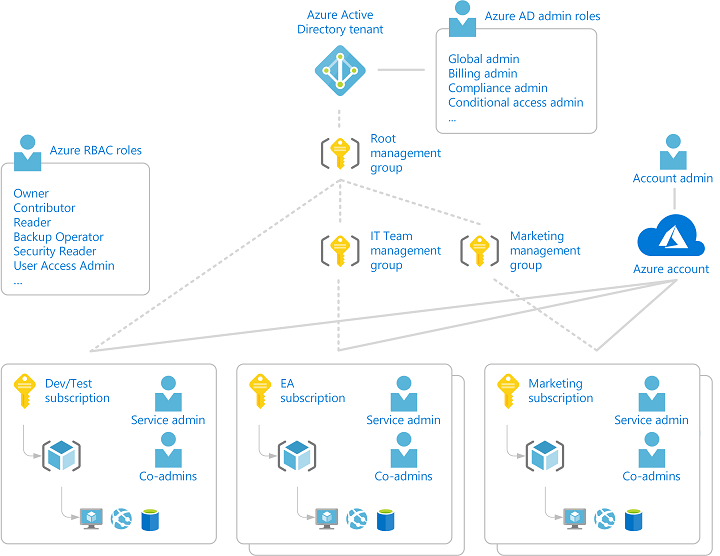 Azure Active
Directory tenant
Azure AD admin roles
Global admin
Billing admin
Compliance admin
Conditional access admin
...
Azure RBAC roles
Owner
Contributor
Reader
Backup Operator
Security Reader
User Access Admin
...
Root
management
group
Account admin
IT Team
management
group
Marketing
management
group
Azure account
Dev/Test
subscription
Service admin
Co-admins
EA
subscription
Service admin
Co-admins
Marketing
subscription
Service admin
Co-admins